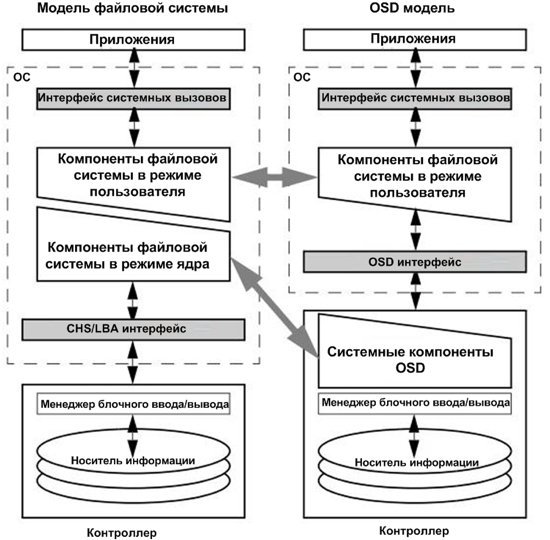 Модель файловой системы
Приложения
ОС
Интерфейс системных вызовов
Компоненты файловой
системы в режиме
пользователя
Компоненты файловой
системы в режиме ядра
CHS/LBA интерфейс
Менеджер блочного ввода/вывода
Носитель информации
Контроллер
OSD модель
Приложения
ОС
Интерфейс системных вызовов
Компоненты файловой
системы в режиме
пользователя
OSD интерфейс
Системные компоненты
OSD
Менеджер блочного ввода/вывода
Носитель информации
Контроллер